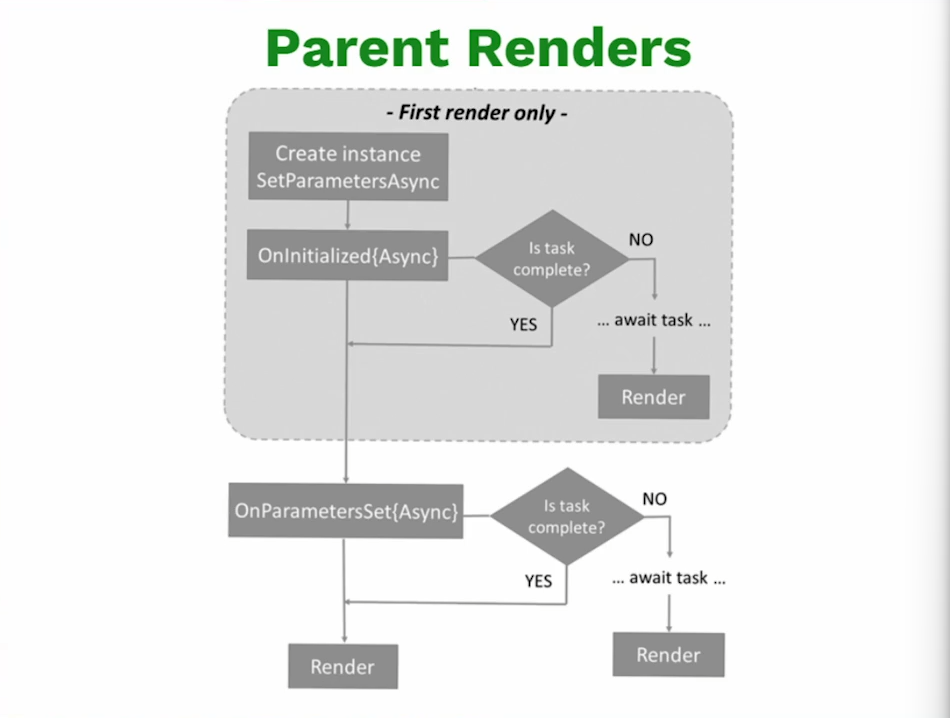 Parent Renders
- First render only -
Create instance
SetParametersAsync
OnInitialized{Async}
Is task
complete?
NO
YES
... await task ...
Render
OnParametersSet{Async}
Is task
complete?
NO
YES
... await task ...
Render
Render